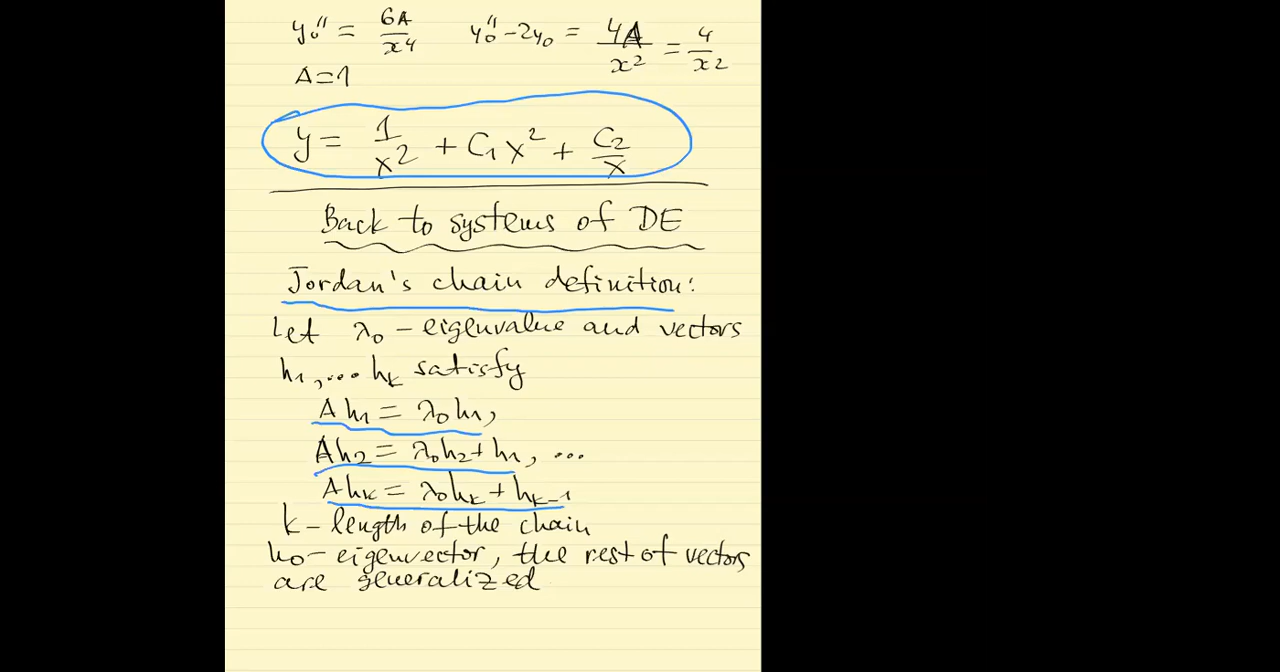 y₀″ = 6A/x⁴ y₀″-2y₀ = 4A/x² = 4/x²
A=1
y = 1/x² + C₁x² + C₂/x
Back to systems of DE
Jordan's chain definition:
Let λ₀ - eigenvalue and vectors
h₁,... hₖ satisfy
Ah₁ = λ₀h₁,
Ah₂ = λ₀h₂+h₁, ...
Ahₖ = λ₀hₖ + hₖ₋₁
k - length of the chain
h₀ - eigenvector, the rest of vectors
are generalized